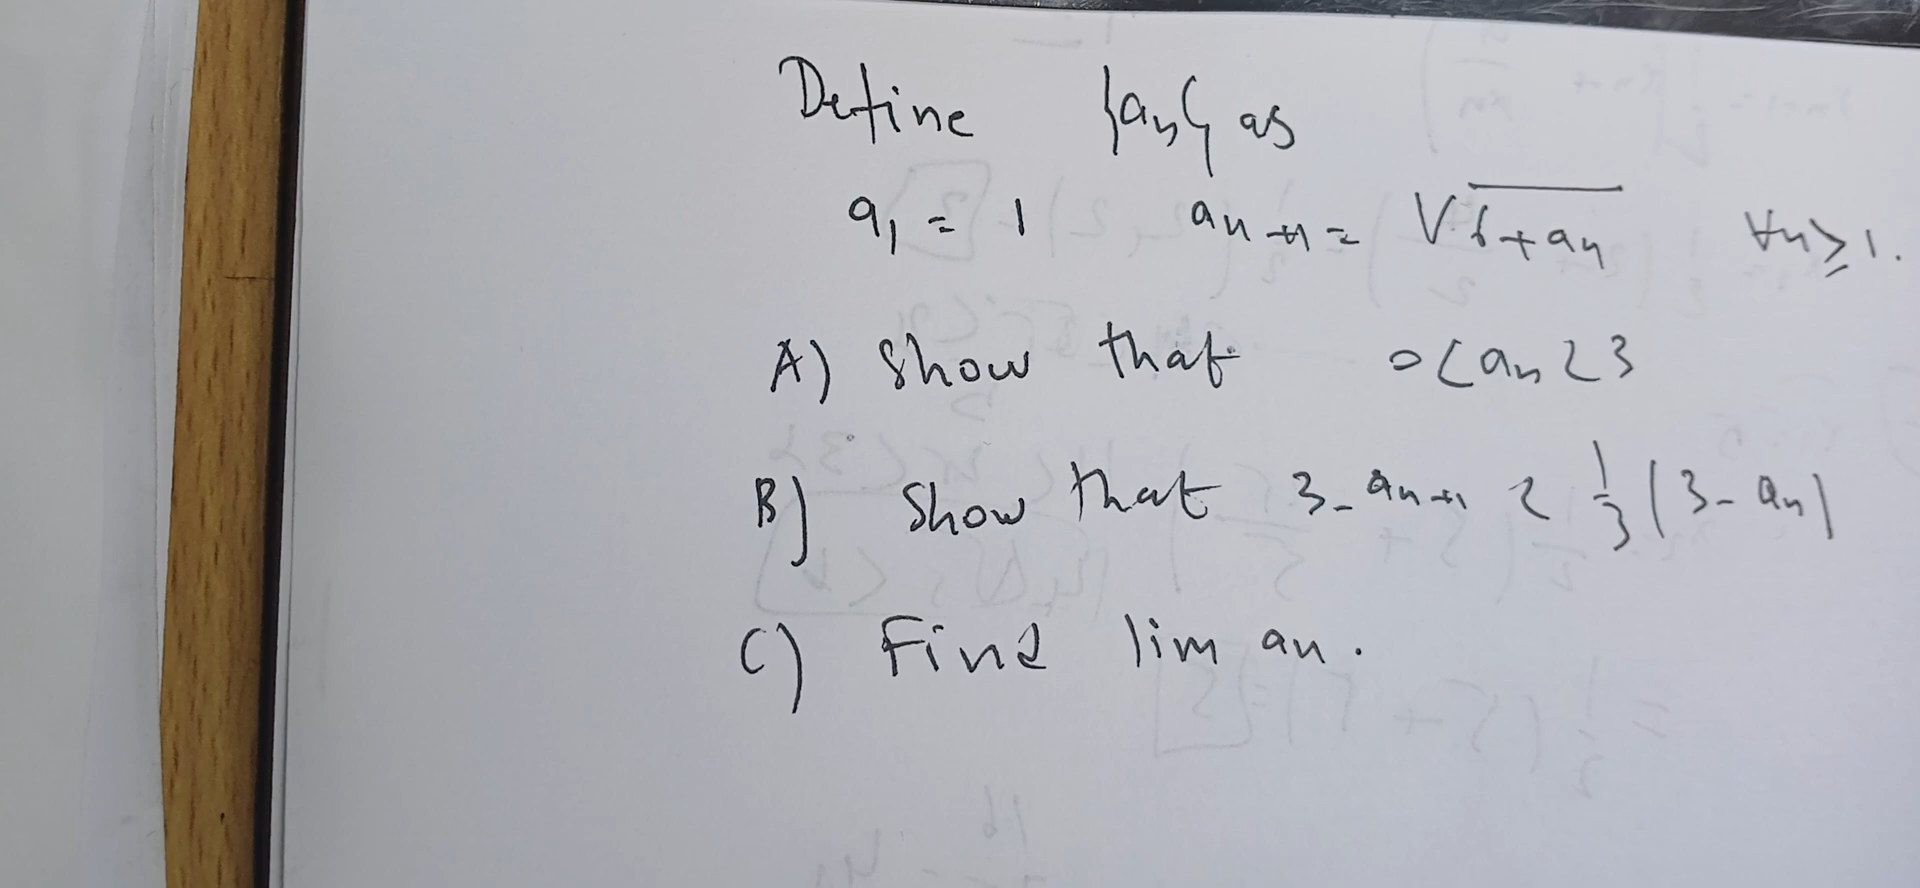 Define {an} as
a1 = 1 an+1 = √6+an ∀n≥1.
A) Show that 0<an<3
B) Show that 3-an+1 < 1/3 (3-an)
C) Find lim an.